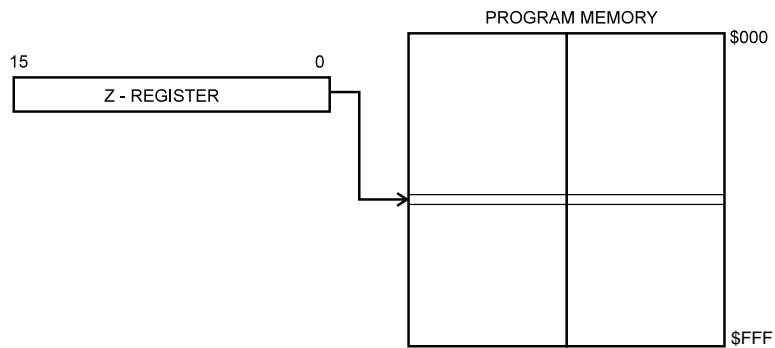 PROGRAM MEMORY
$000
15 0
Z - REGISTER
$FFF